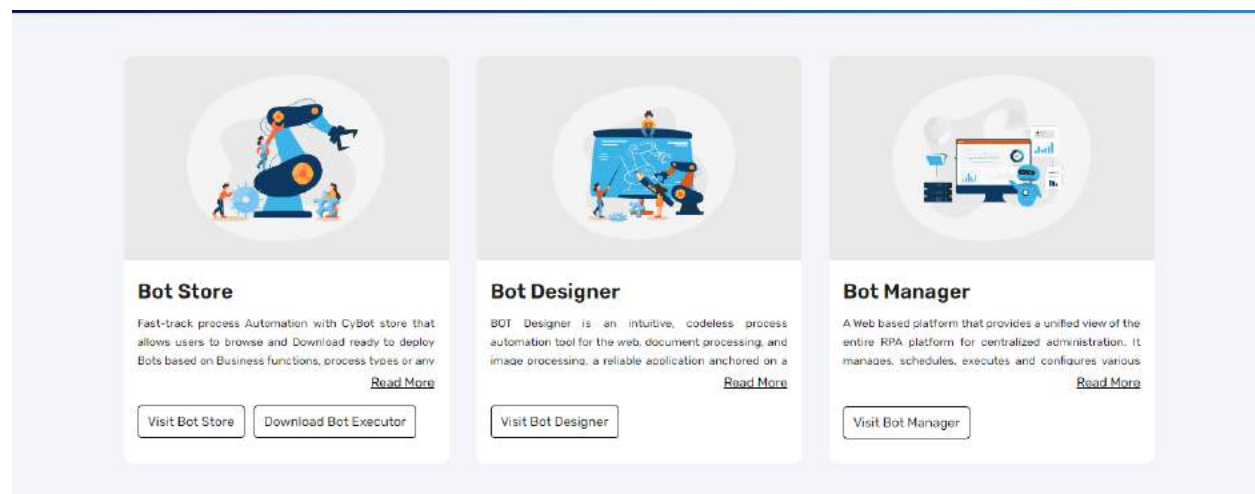 Bot Store
Fast-track process Automation with CyBot store that
allows users to browse and Download ready to deploy
Bots based on Business functions, process types or any
Read More
Visit Bot Store
Download Bot Executor
Bot Designer
BOT Designer is an intuitive, codeless process
automation tool for the web, document processing, and
image processing, a reliable application anchored on a
Read More
Visit Bot Designer
Bot Manager
A Web based platform that provides a unified view of the
entire RPA platform for centralized administration. It
manages, schedules, executes and configures various
Read More
Visit Bot Manager